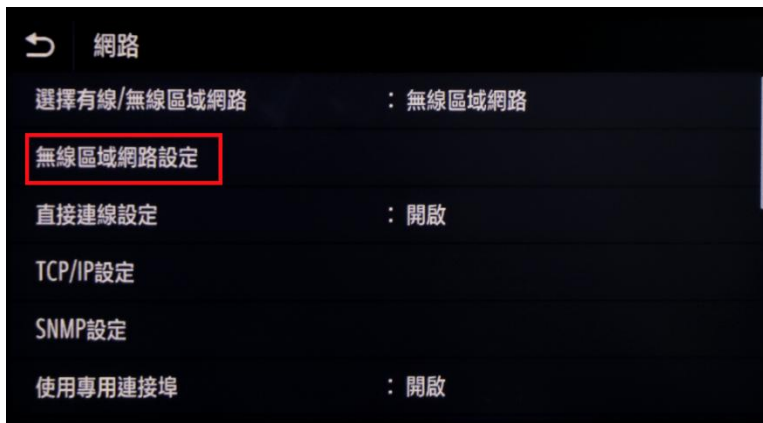 網路
選擇有線/無線區域網路 : 無線區域網路
無線區域網路設定
直接連線設定 : 開啟
TCP/IP設定
SNMP設定
使用專用連接埠 : 開啟